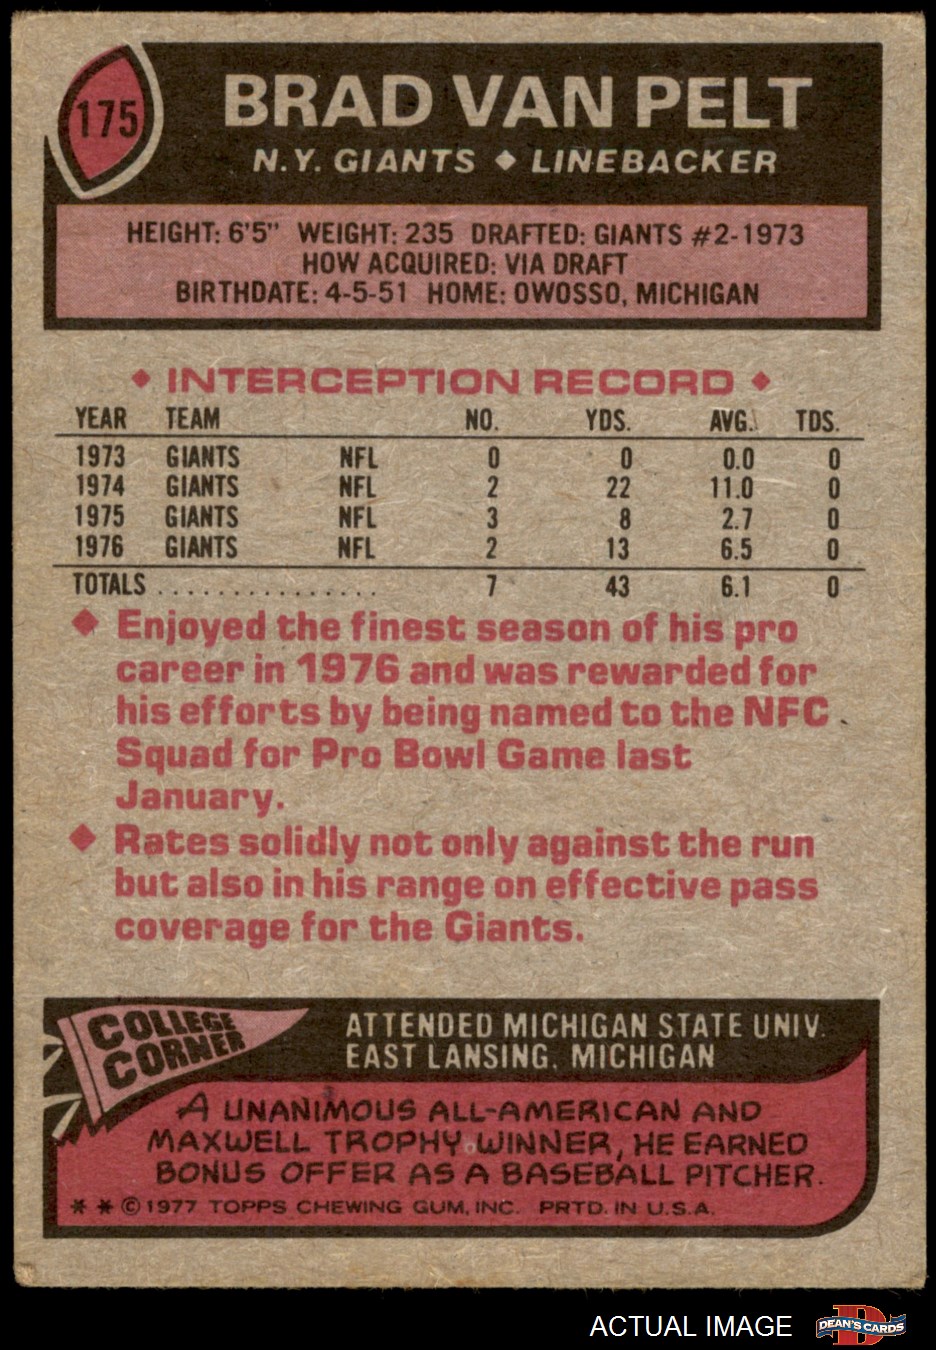 175
BRAD VAN PELT
N.Y. GIANTS ◆ LINEBACKER
HEIGHT: 6'5" WEIGHT: 235 DRAFTED: GIANTS #2-1973
HOW ACQUIRED: VIA DRAFT
BIRTHDATE: 4-5-51 HOME: OWOSSO, MICHIGAN
◆ INTERCEPTION RECORD ◆
YEAR TEAM NO. YDS. AVG. TDS.
1973 GIANTS NFL 0 0 0.0 0
1974 GIANTS NFL 2 22 11.0 0
1975 GIANTS NFL 3 8 2.7 0
1976 GIANTS NFL 2 13 6.5 0
TOTALS ............... 7 43 6.1 0
◆ Enjoyed the finest season of his pro
career in 1976 and was rewarded for
his efforts by being named to the NFC
Squad for Pro Bowl Game last
January.
◆ Rates solidly not only against the run
but also in his range on effective pass
coverage for the Giants.
COLLEGE
CORNER
ATTENDED MICHIGAN STATE UNIV.
EAST LANSING, MICHIGAN
A UNANIMOUS ALL-AMERICAN AND
MAXWELL TROPHY WINNER, HE EARNED
BONUS OFFER AS A BASEBALL PITCHER.
* * © 1977 TOPPS CHEWING GUM, INC. PRTD. IN U.S.A.
ACTUAL IMAGE
DEAN'S CARDS